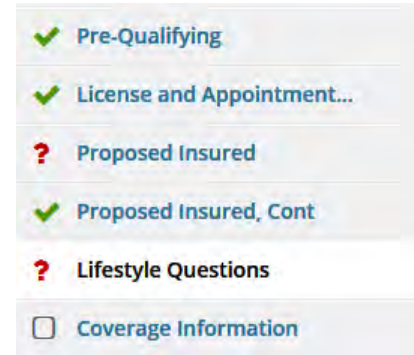 Pre-Qualifying
License and Appointment...
? Proposed Insured
Proposed Insured, Cont
? Lifestyle Questions
Coverage Information